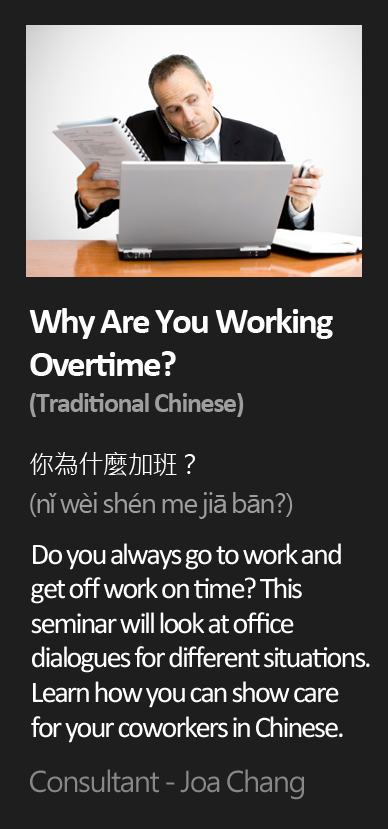 Why Are You Working
Overtime?
(Traditional Chinese)
你為什麼加班？
(nǐ wèi shén me jiā bān?)
Do you always go to work and
get off work on time? This
seminar will look at office
dialogues for different situations.
Learn how you can show care
for your coworkers in Chinese.
Consultant - Joa Chang